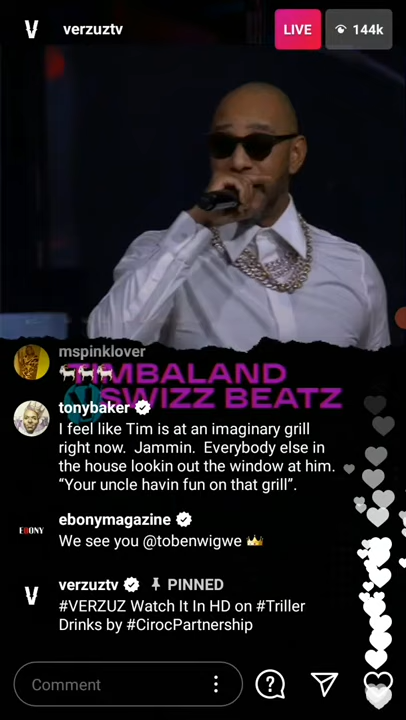 V verzuztv LIVE 144k
mspinklover
TIMBALAND
SWIZZ BEATZ
tonybaker
I feel like Tim is at an imaginary grill
right now. Jammin. Everybody else in
the house lookin out the window at him.
“Your uncle havin fun on that grill”.
EBONY ebonymagazine
We see you @tobenwigwe
V verzuztv PINNED
#VERZUZ Watch It In HD on #Triller
Drinks by #CirocPartnership
Comment